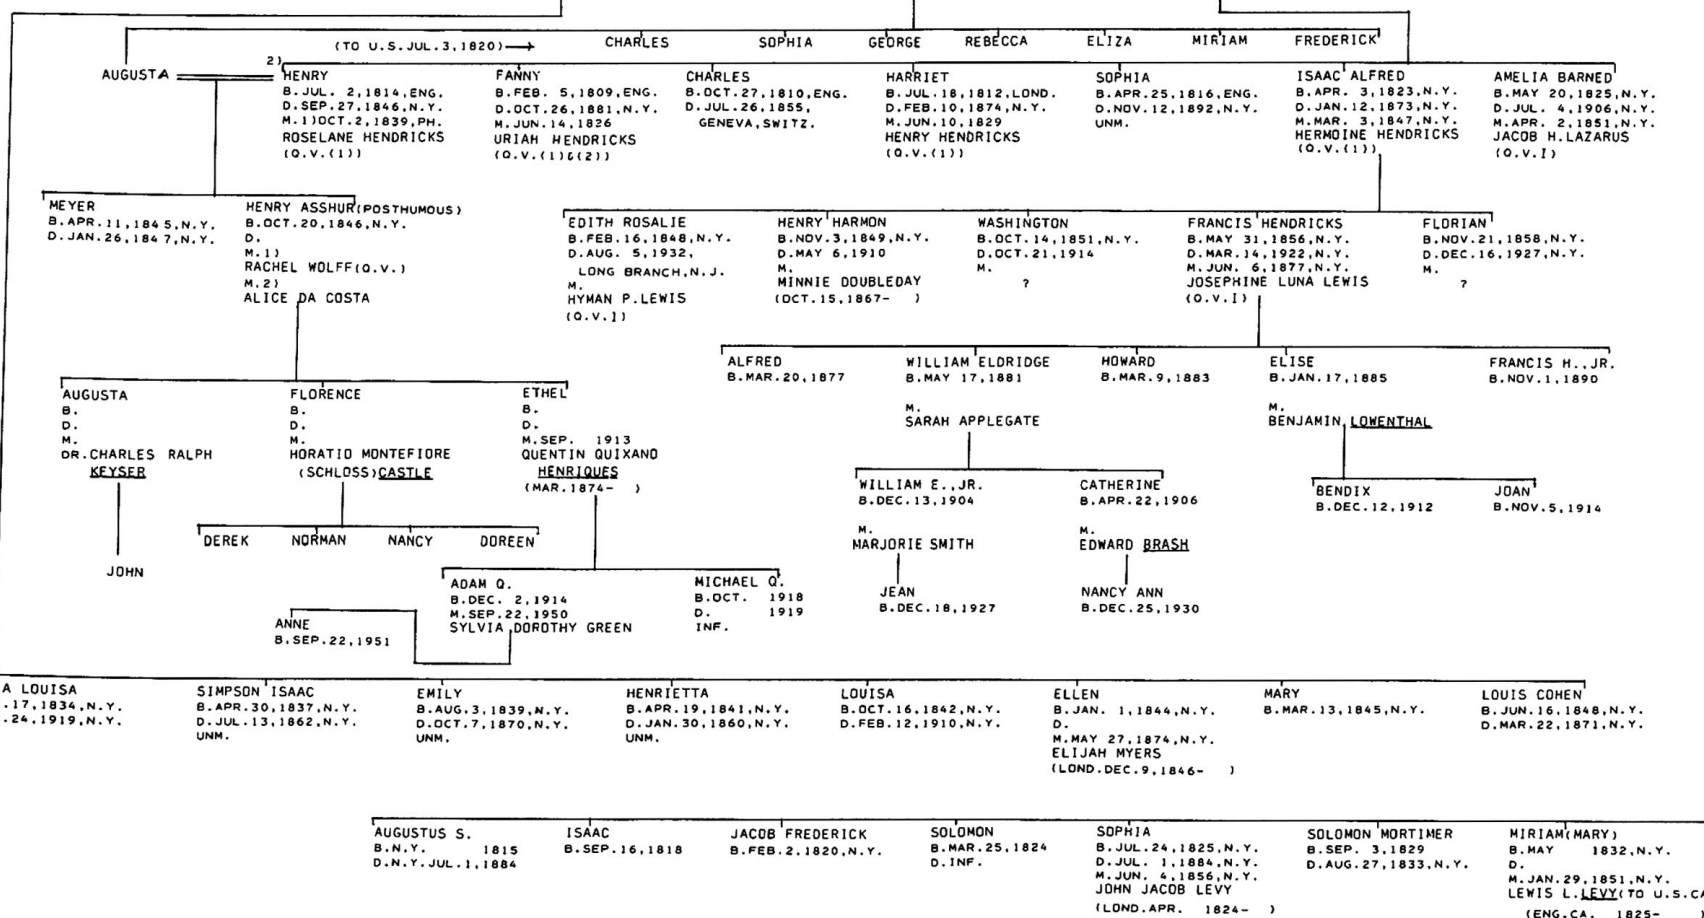 (TO U.S.JUL.3,1820)
CHARLES
SOPHIA
GEORGE
REBECCA
ELIZA
MIRIAM
FREDERICK
AUGUSTA
2)
HENRY
B.JUL. 2,1814,ENG.
D.SEP.27,1846,N.Y.
M.1)OCT.2,1839,PH.
ROSELANE HENDRICKS
(Q.V.(1))
FANNY
B.FEB. 5,1809,ENG.
D.OCT.26,1881,N.Y.
M.JUN.14,1826
URIAH HENDRICKS
(Q.V.(1)&(2))
CHARLES
B.OCT.27,1810,ENG.
D.JUL.26,1855,
GENEVA,SWITZ.
HARRIET
B.JUL.18,1812,LOND.
D.FEB.10,1874,N.Y.
M.JUN.10,1829
HENRY HENDRICKS
(Q.V.(1))
SOPHIA
B.APR.25,1816,ENG.
D.NOV.12,1892,N.Y.
UNM.
ISAAC ALFRED
B.APR. 3,1823,N.Y.
D.JAN.12,1873,N.Y.
M.MAR. 3,1847,N.Y.
HERMOINE HENDRICKS
(Q.V.(1))
AMELIA BARNED
B.MAY 20,1825,N.Y.
D.JUL. 4,1906,N.Y.
M.APR. 2,1851,N.Y.
JACOB H.LAZARUS
(Q.V.I)
MEYER
B.APR.11,1845,N.Y.
D.JAN.26,1847,N.Y.
HENRY ASSHUR(POSTHUMOUS)
B.OCT.20,1846,N.Y.
D.
M.1)
RACHEL WOLFF(Q.V.)
M.2)
ALICE DA COSTA
EDITH ROSALIE
B.FEB.16,1848,N.Y.
D.AUG. 5,1932,
LONG BRANCH,N.J.
M.
HYMAN P.LEWIS
(Q.V.I)
HENRY HARMON
B.NOV.3,1849,N.Y.
D.MAY 6,1910
M.
MINNIE DOUBLEDAY
(OCT.15,1867- )
WASHINGTON
B.OCT.14,1851,N.Y.
D.OCT.21,1914
M.
?
FRANCIS HENDRICKS
B.MAY 31,1856,N.Y.
D.MAR.14,1922,N.Y.
M.JUN. 6,1877,N.Y.
JOSEPHINE LUNA LEWIS
(Q.V.I)
FLORIAN
B.NOV.21,1858,N.Y.
D.DEC.16,1927,N.Y.
M.
?
ALFRED
B.MAR.20,1877
WILLIAM ELDRIDGE
B.MAY 17,1881
M.
SARAH APPLEGATE
HOWARD
B.MAR.9,1883
ELISE
B.JAN.17,1885
M.
BENJAMIN LOWENTHAL
FRANCIS H.,JR.
B.NOV.1,1890
AUGUSTA
B.
D.
M.
DR.CHARLES RALPH
KEYSER
FLORENCE
B.
D.
M.
HORATIO MONTEFIORE
(SCHLOSS)CASTLE
ETHEL
B.
D.
M.SEP. 1913
QUENTIN QUIXANO
HENRIQUES
(MAR.1874- )
WILLIAM E.,JR.
B.DEC.13,1904
M.
MARJORIE SMITH
CATHERINE
B.APR.22,1906
M.
EDWARD BRASH
BENDIX
B.DEC.12,1912
JOAN
B.NOV.5,1914
DEREK
NORMAN
NANCY
DOREEN
JOHN
ADAM Q.
B.DEC. 2,1914
M.SEP.22,1950
SYLVIA DOROTHY GREEN
MICHAEL Q.
B.OCT. 1918
D. 1919
INF.
JEAN
B.DEC.18,1927
NANCY ANN
B.DEC.25,1930
ANNE
B.SEP.22,1951
A LOUISA
.17,1834,N.Y.
.24,1919,N.Y.
SIMPSON ISAAC
B.APR.30,1837,N.Y.
D.JUL.13,1862,N.Y.
UNM.
EMILY
B.AUG.3,1839,N.Y.
D.OCT.7,1870,N.Y.
UNM.
HENRIETTA
B.APR.19,1841,N.Y.
D.JAN.30,1860,N.Y.
UNM.
LOUISA
B.OCT.16,1842,N.Y.
D.FEB.12,1910,N.Y.
ELLEN
B.JAN. 1,1844,N.Y.
D.
M.MAY 27,1874,N.Y.
ELIJAH MYERS
(LOND.DEC.9,1846- )
MARY
B.MAR.13,1845,N.Y.
LOUIS COHEN
B.JUN.16,1848,N.Y.
D.MAR.22,1871,N.Y.
AUGUSTUS S.
B.N.Y. 1815
D.N.Y.JUL.1,1884
ISAAC
B.SEP.16,1818
JACOB FREDERICK
B.FEB.2,1820,N.Y.
SOLOMON
B.MAR.25,1824
D.INF.
SOPHIA
B.JUL.24,1825,N.Y.
D.JUL. 1,1884,N.Y.
M.JUN. 4,1856,N.Y.
JOHN JACOB LEVY
(LOND.APR. 1824- )
SOLOMON MORTIMER
B.SEP. 3,1829
D.AUG.27,1833,N.Y.
MIRIAM(MARY)
B.MAY 1832,N.Y.
D.
M.JAN.29,1851,N.Y.
LEWIS L.LEVY(TO U.S.CA
(ENG.CA. 1825- )